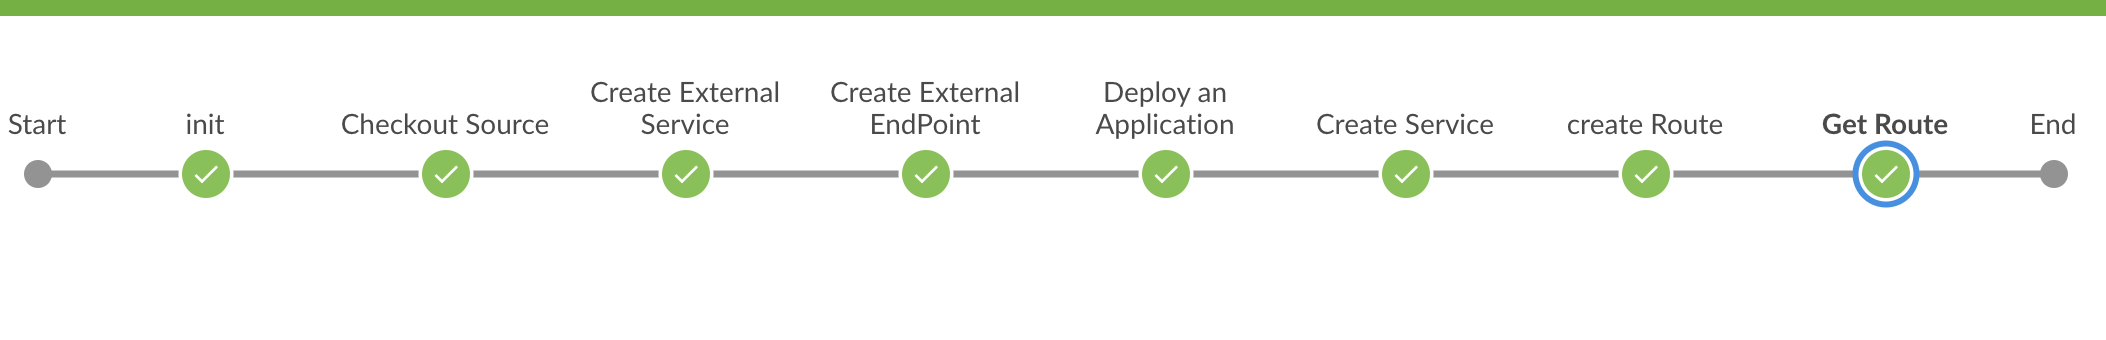 Start
init
Checkout Source
Create External
Service
Create External
EndPoint
Deploy an
Application
Create Service
create Route
Get Route
End